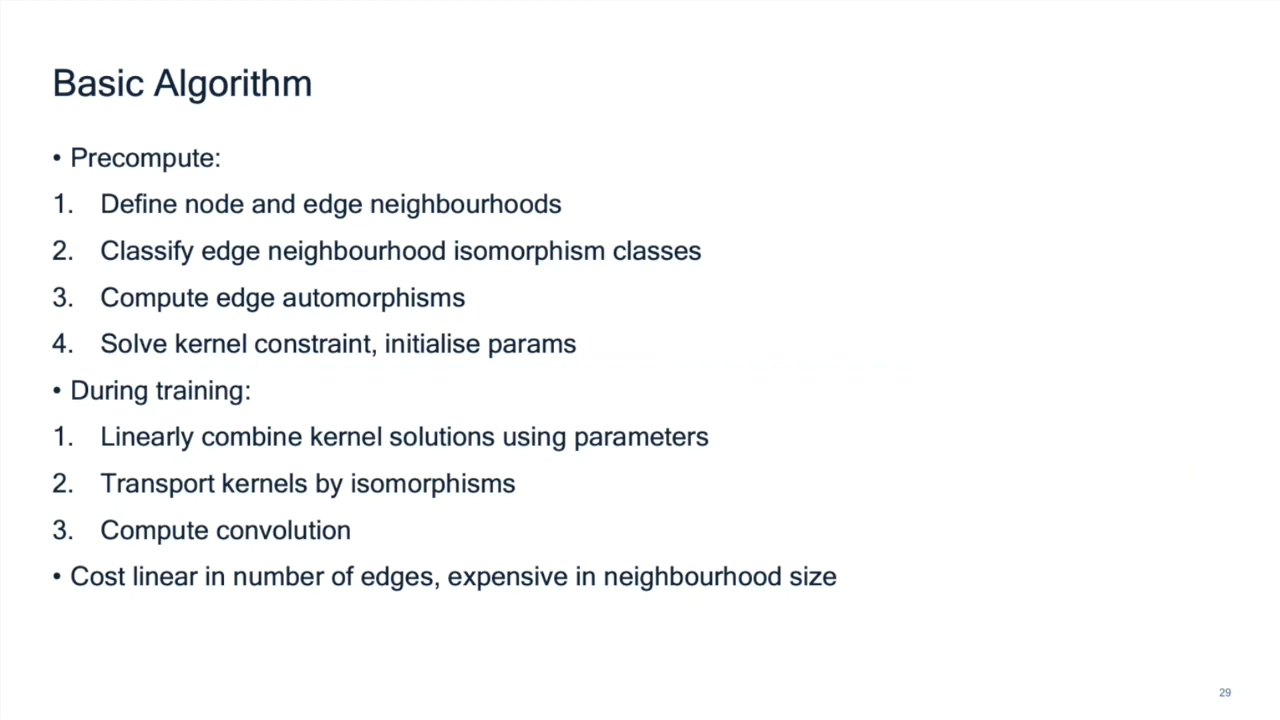 Basic Algorithm
• Precompute:
1. Define node and edge neighbourhoods
2. Classify edge neighbourhood isomorphism classes
3. Compute edge automorphisms
4. Solve kernel constraint, initialise params
• During training:
1. Linearly combine kernel solutions using parameters
2. Transport kernels by isomorphisms
3. Compute convolution
• Cost linear in number of edges, expensive in neighbourhood size
29